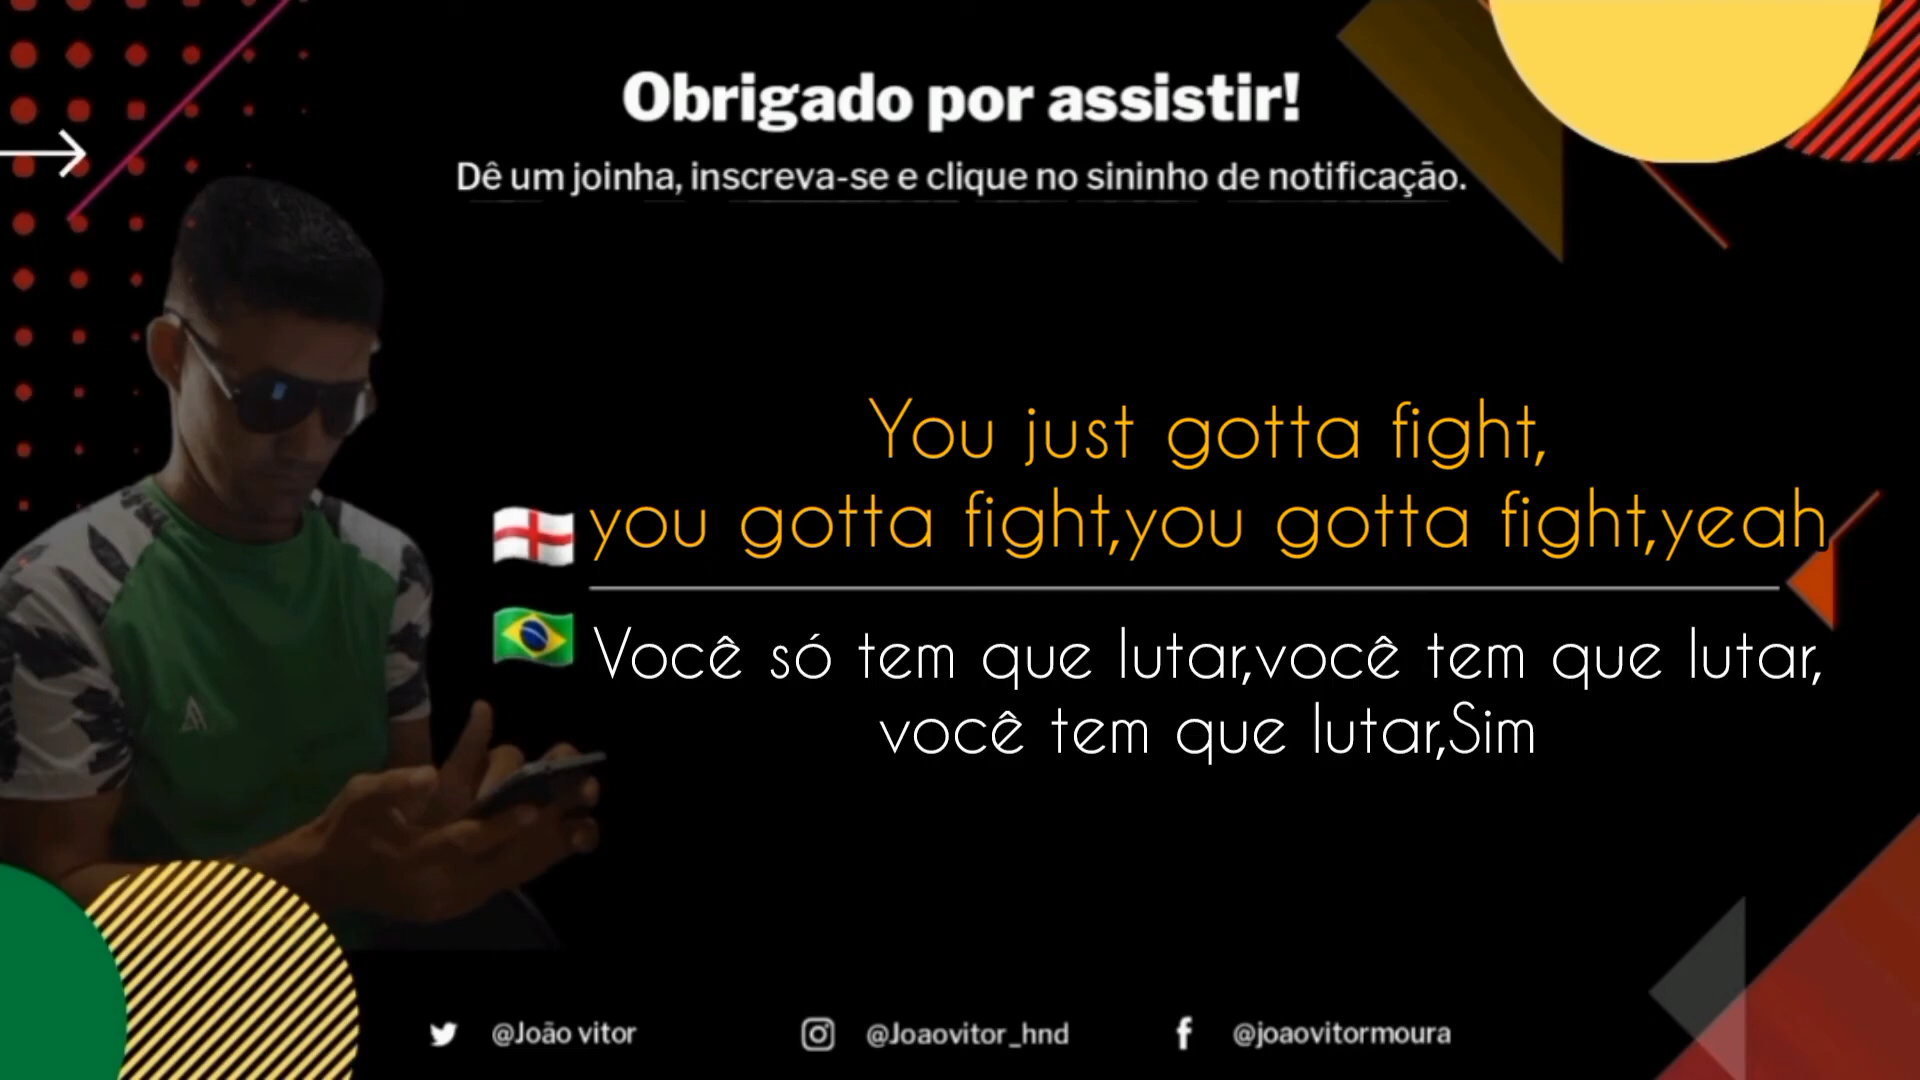 Obrigado por assistir!
Dê um joinha, inscreva-se e clique no sininho de notificação.
You just gotta fight,
you gotta fight,you gotta fight,yeah
Você só tem que lutar,você tem que lutar,
você tem que lutar,Sim
@João vitor
@Joaovitor_hnd
@joaovitormoura